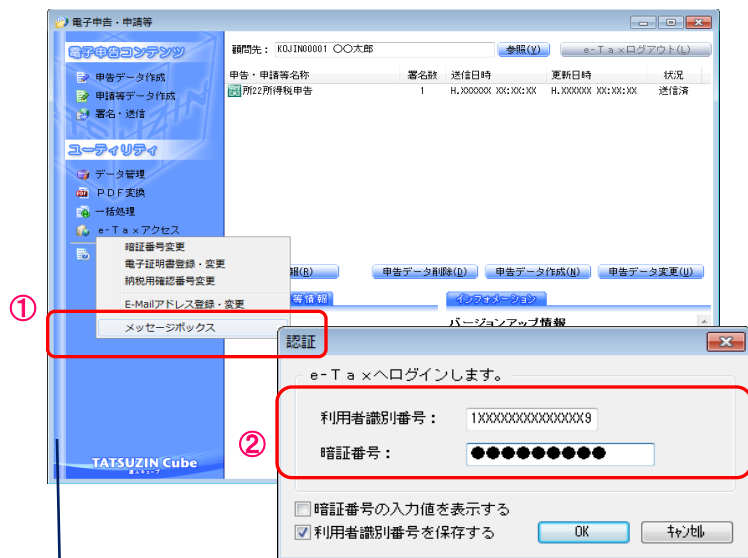 電子申告・申請等
電子申告コンテンツ
申告データ作成
申請等データ作成
署名・送信
ユーティリティ
データ管理
ＰＤＦ変換
一括処理
ｅ-Ｔａｘアクセス
顧問先： KOJIN00001 〇〇太郎 参照(V) ｅ-Ｔａｘログアウト(L)
申告・申請等名称 署名数 送信日時 更新日時 状況
所22所得税申告 1 H.XXXXXX XX:XX:XX H.XXXXXX XX:XX:XX 送信済
暗証番号変更
電子証明書登録・変更
納税用確認番号変更
E-Mailアドレス登録・変更
メッセージボックス
報(R) 申告データ削除(D) 申告データ作成(N) 申告データ変更(U)
等情報 インフォメーション
バージョンアップ情報
①
認証
ｅ-Ｔａｘへログインします。
利用者識別番号： 1XXXXXXXXXXXXXX9
②
暗証番号： ●●●●●●●●●
暗証番号の入力値を表示する
利用者識別番号を保存する
OK ｷｬﾝｾﾙ
TATSUZIN Cube
達人キューブ